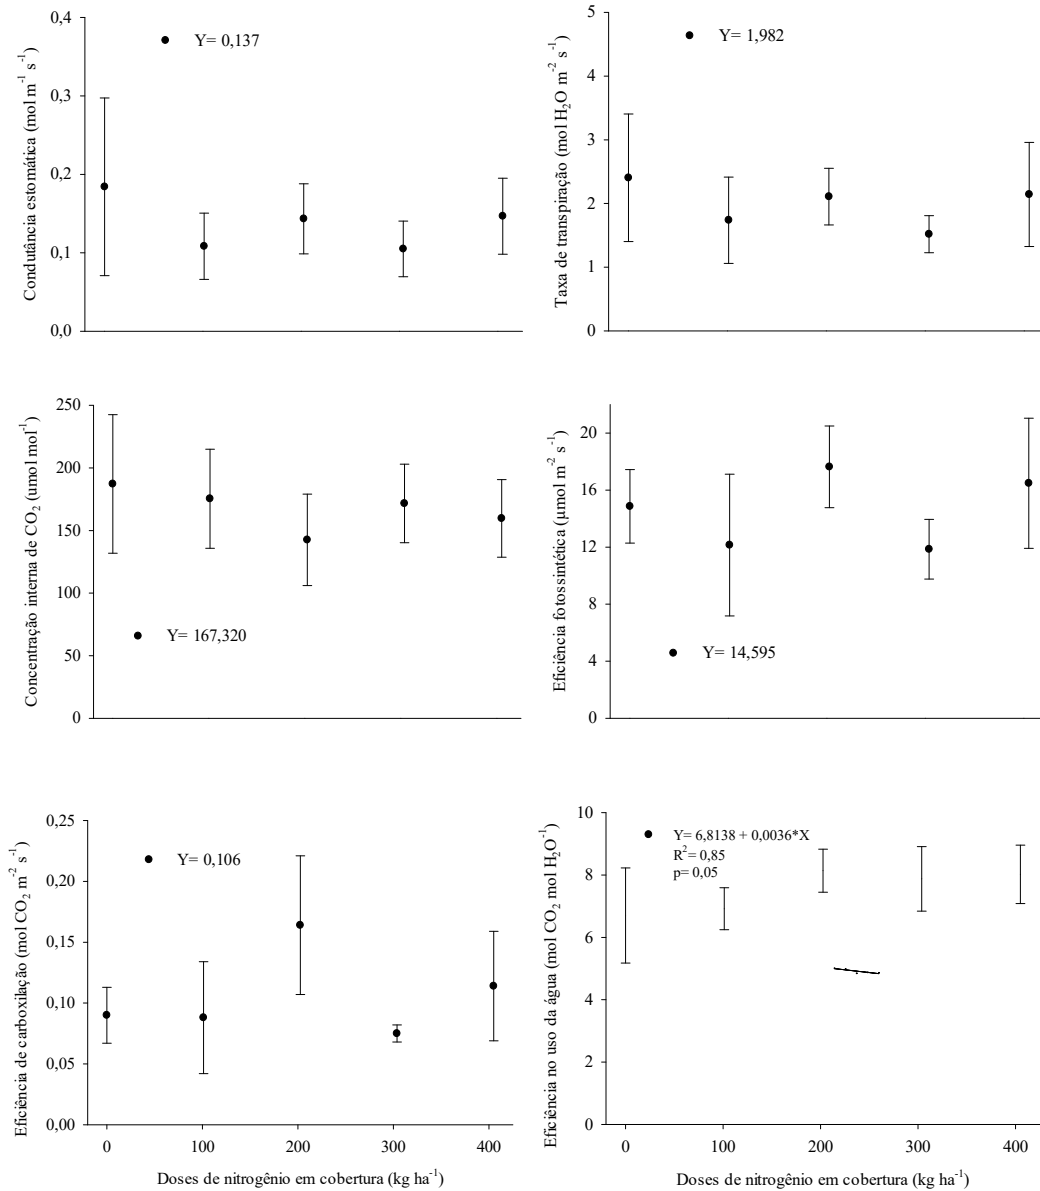 Condutância estomática (mol m⁻¹ s⁻¹)
0,4
0,3
0,2
0,1
0,0
Y= 0,137
Taxa de transpiração (mol H₂O m⁻² s⁻¹)
5
4
3
2
1
0
Y= 1,982
Concentração interna de CO₂ (umol mol⁻¹)
250
200
150
100
50
0
Y= 167,320
Eficiência fotossintética (µmol m⁻² s⁻¹)
20
16
12
8
4
0
Y= 14,595
Eficiência de carboxilação (mol CO₂ m⁻² s⁻¹)
0,25
0,20
0,15
0,10
0,05
0,00
Y= 0,106
0 100 200 300 400
Doses de nitrogênio em cobertura (kg ha⁻¹)
Eficiência no uso da água (mol CO₂ mol H₂O⁻¹)
10
8
6
4
2
0
Y= 6,8138 + 0,0036*X
R²= 0,85
p= 0,05
0 100 200 300 400
Doses de nitrogênio em cobertura (kg ha⁻¹)